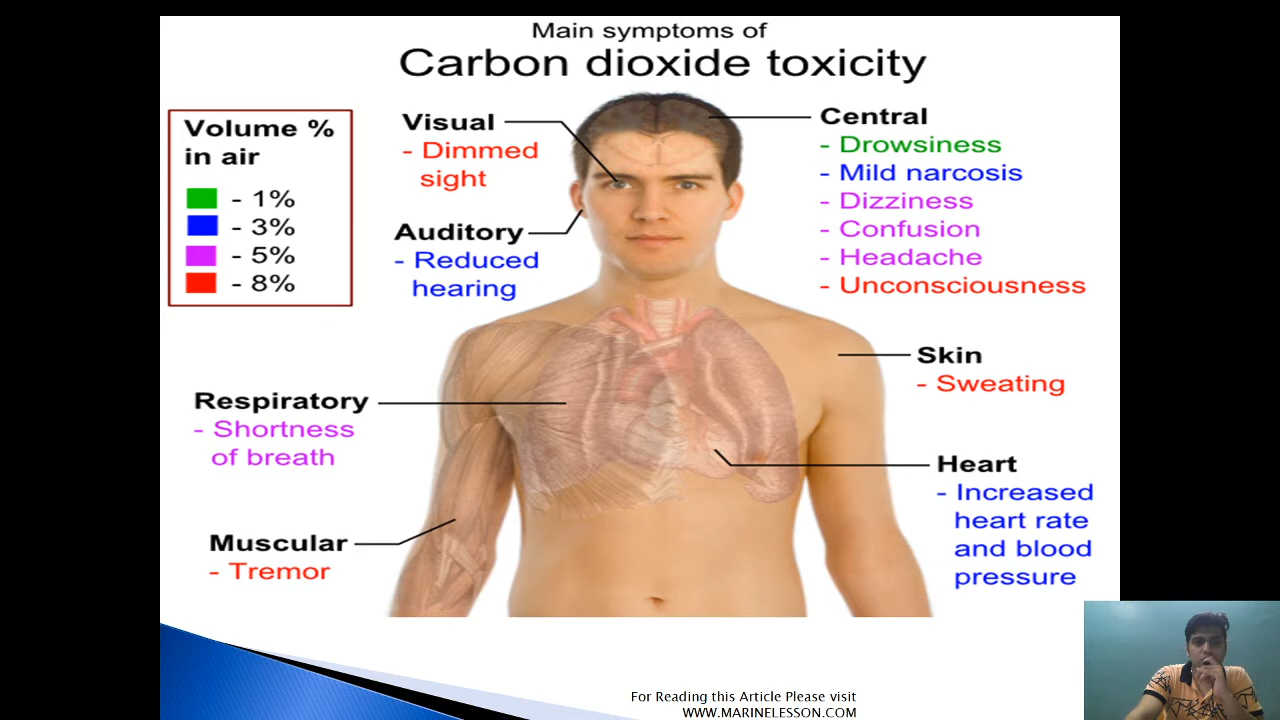 Main symptoms of
Carbon dioxide toxicity
Volume %
in air
- 1%
- 3%
- 5%
- 8%
Visual
- Dimmed
sight
Auditory
- Reduced
hearing
Respiratory
- Shortness
of breath
Muscular
- Tremor
Central
- Drowsiness
- Mild narcosis
- Dizziness
- Confusion
- Headache
- Unconsciousness
Skin
- Sweating
Heart
- Increased
heart rate
and blood
pressure
For Reading this Article Please visit
WWW.MARINELESSON.COM